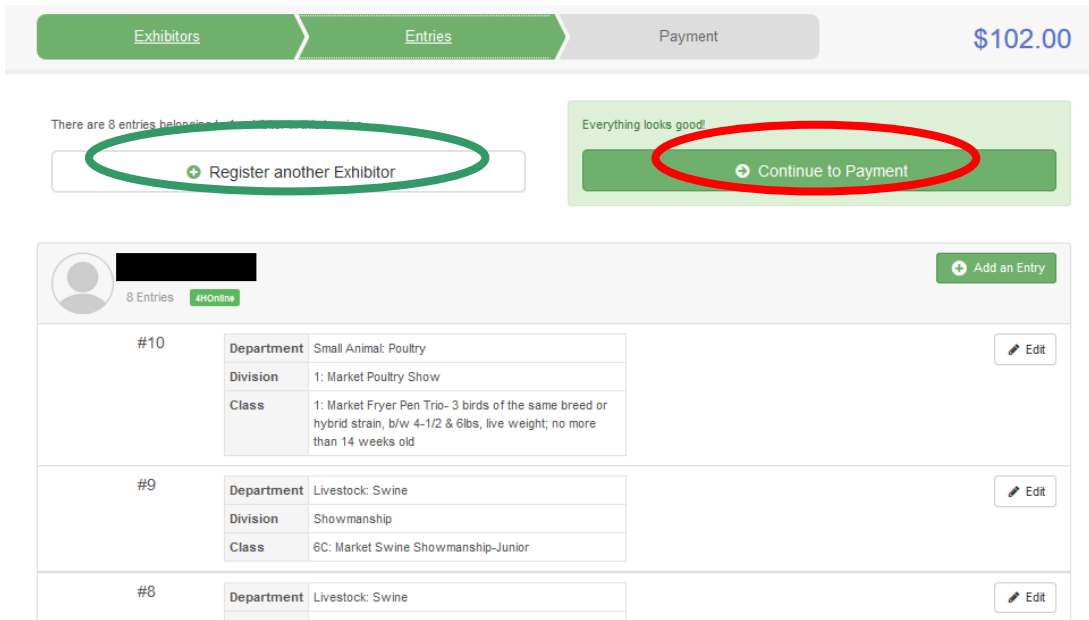 Exhibitors
Entries
Payment
$102.00
There are 8 entries
Everything looks good!
Register another Exhibitor
Continue to Payment
8 Entries
4HOnline
Add an Entry
#10
Department Small Animal: Poultry
Edit
Division 1: Market Poultry Show
Class 1: Market Fryer Pen Trio- 3 birds of the same breed or
hybrid strain, b/w 4-1/2 & 6lbs, live weight; no more
than 14 weeks old
#9
Department Livestock: Swine
Edit
Division Showmanship
Class 6C: Market Swine Showmanship-Junior
#8
Department Livestock: Swine
Edit